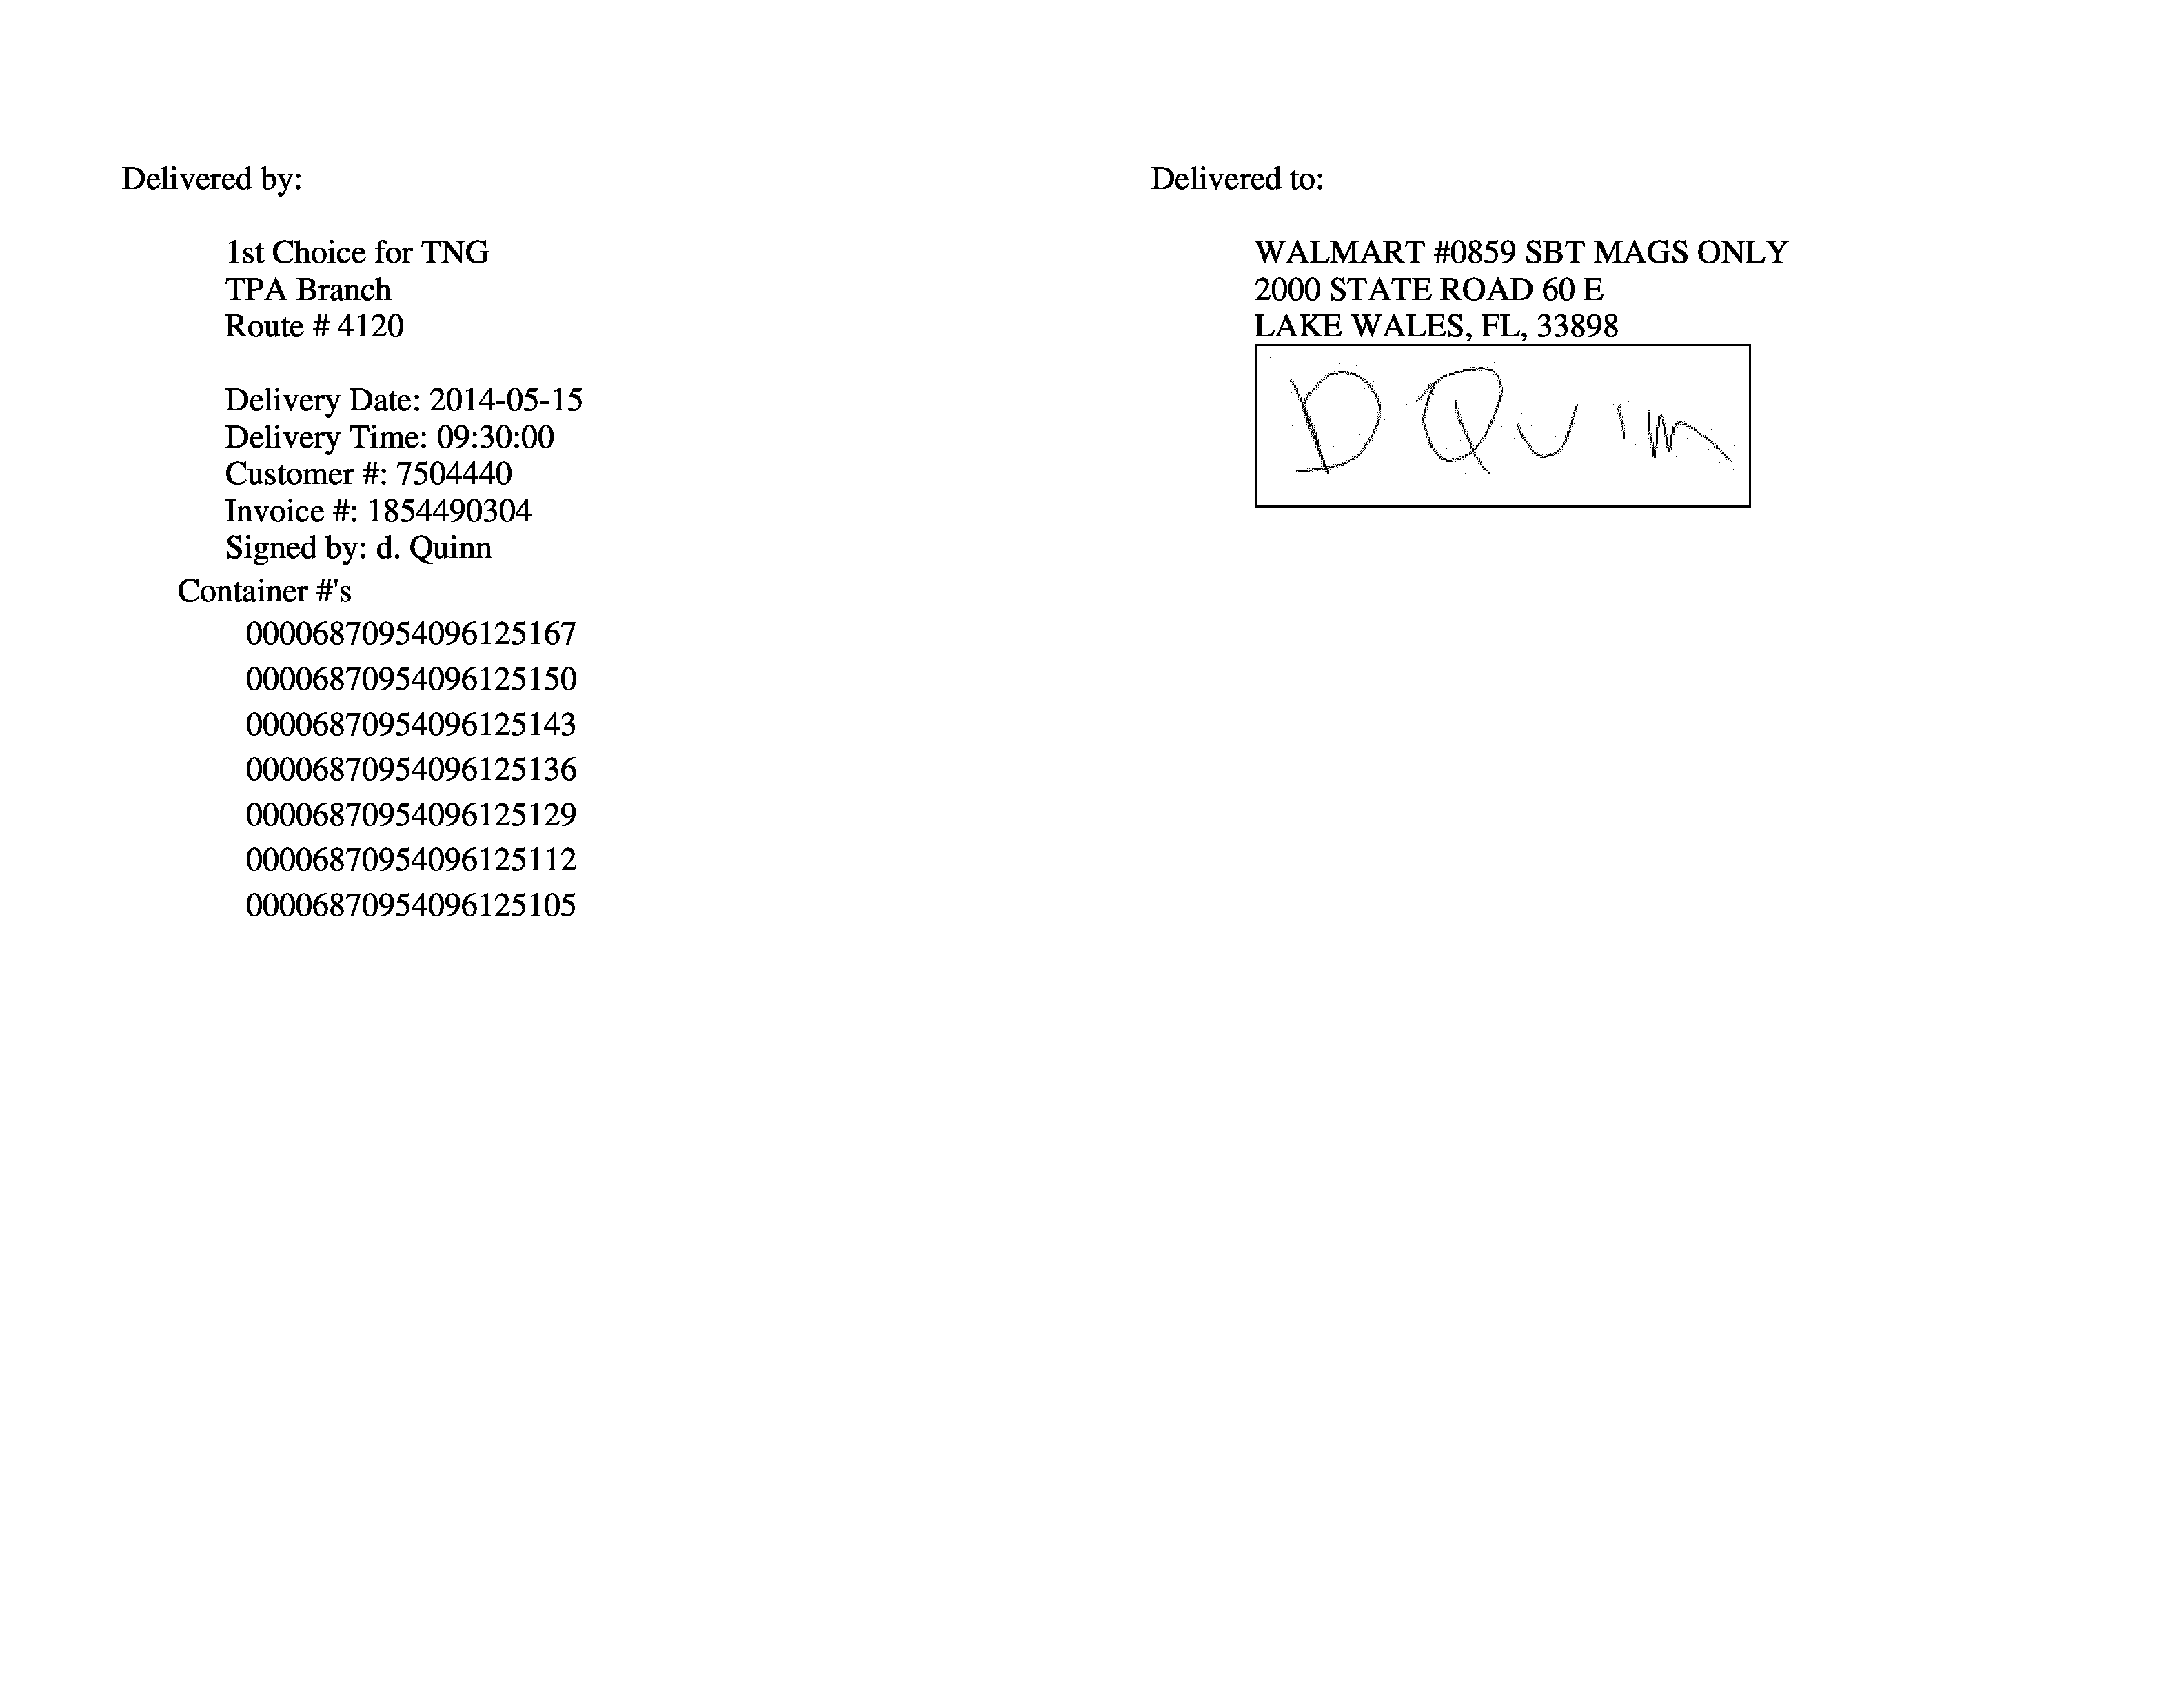 Delivered by:
1st Choice for TNG
TPA Branch
Route # 4120
Delivery Date: 2014-05-15
Delivery Time: 09:30:00
Customer #: 7504440
Invoice #: 1854490304
Signed by: d. Quinn
Container #'s
00006870954096125167
00006870954096125150
00006870954096125143
00006870954096125136
00006870954096125129
00006870954096125112
00006870954096125105
Delivered to:
WALMART #0859 SBT MAGS ONLY
2000 STATE ROAD 60 E
LAKE WALES, FL, 33898
D Quinn